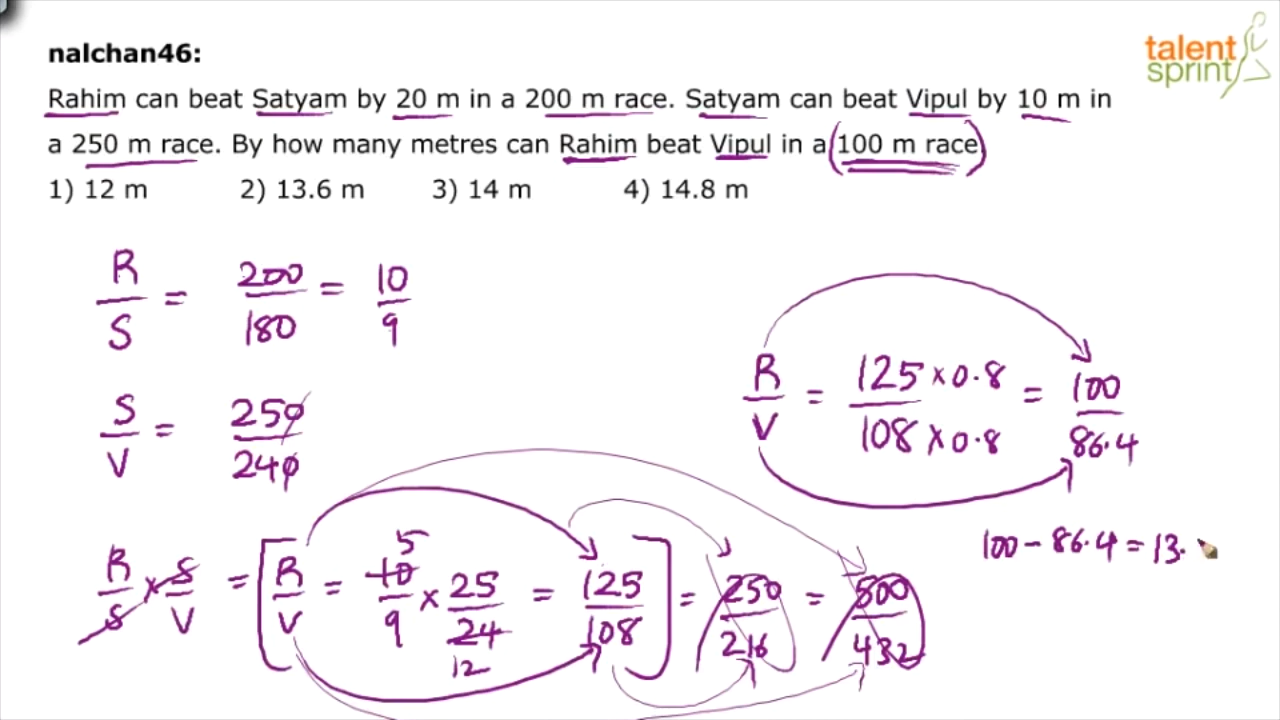 nalchan46:
talent
sprint
Rahim can beat Satyam by 20 m in a 200 m race. Satyam can beat Vipul by 10 m in
a 250 m race. By how many metres can Rahim beat Vipul in a (100 m race)
1) 12 m 2) 13.6 m 3) 14 m 4) 14.8 m
R/S = 200/180 = 10/9
S/V = 250/240
R/V = 125 × 0.8 / 108 × 0.8 = 100/86.4
100 - 86.4 = 13.
R/S × S/V = [R/V = 10/9 × 25/24 = 125/108] = 250/216 = 500/432
5
12